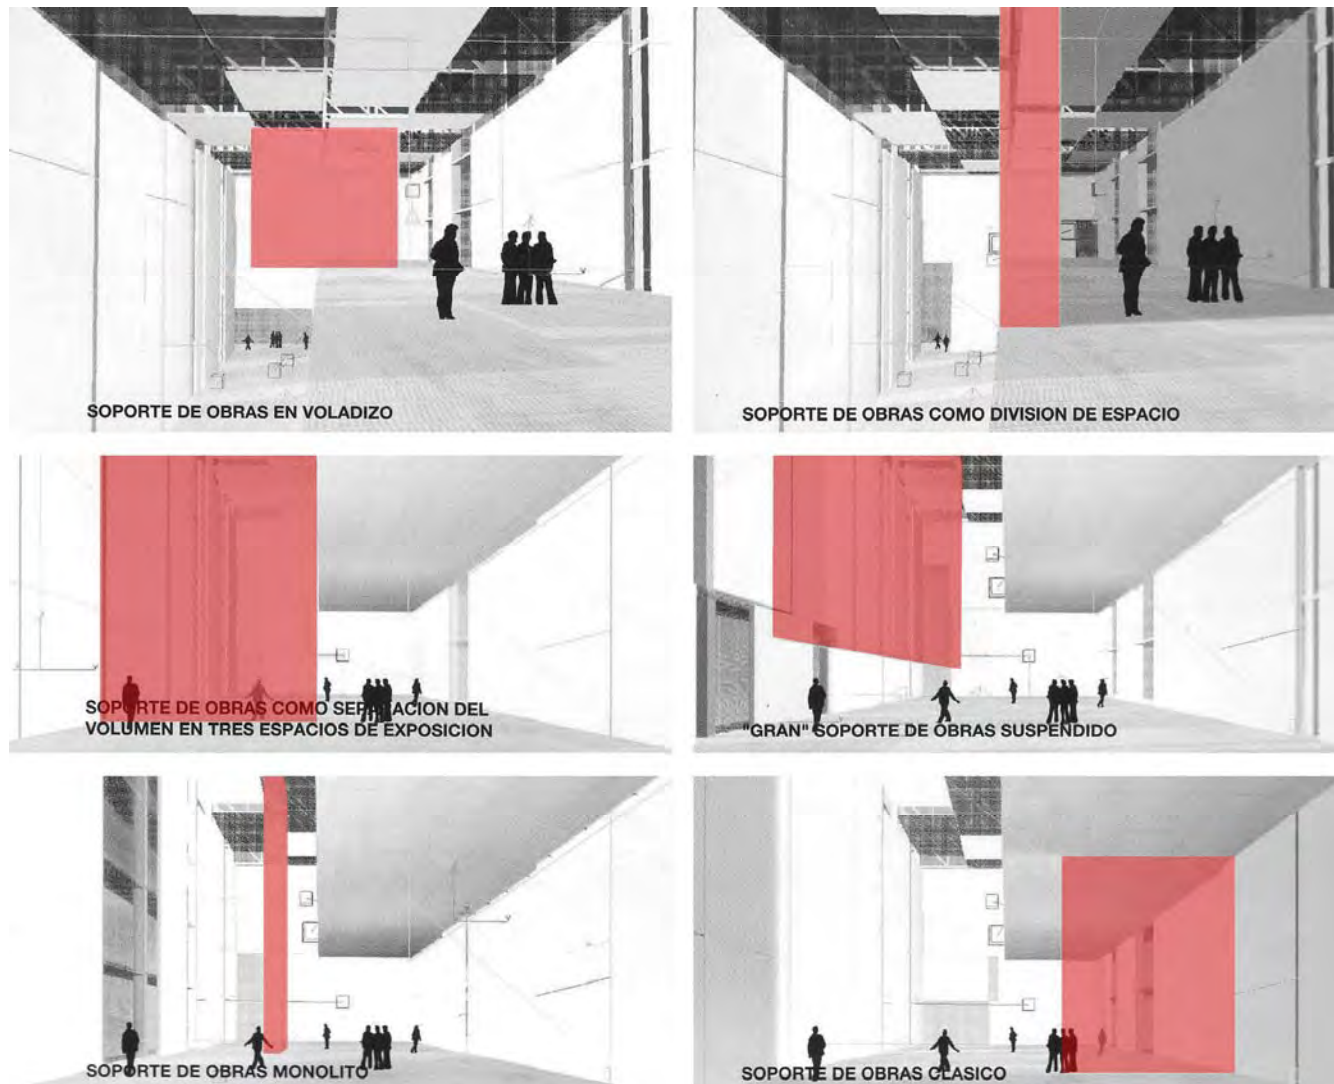 SOPORTE DE OBRAS EN VOLADIZO
SOPORTE DE OBRAS COMO DIVISION DE ESPACIO
SOPORTE DE OBRAS COMO SEPARACION DEL
VOLUMEN EN TRES ESPACIOS DE EXPOSICION
"GRAN" SOPORTE DE OBRAS SUSPENDIDO
SOPORTE DE OBRAS MONOLITO
SOPORTE DE OBRAS CLASICO